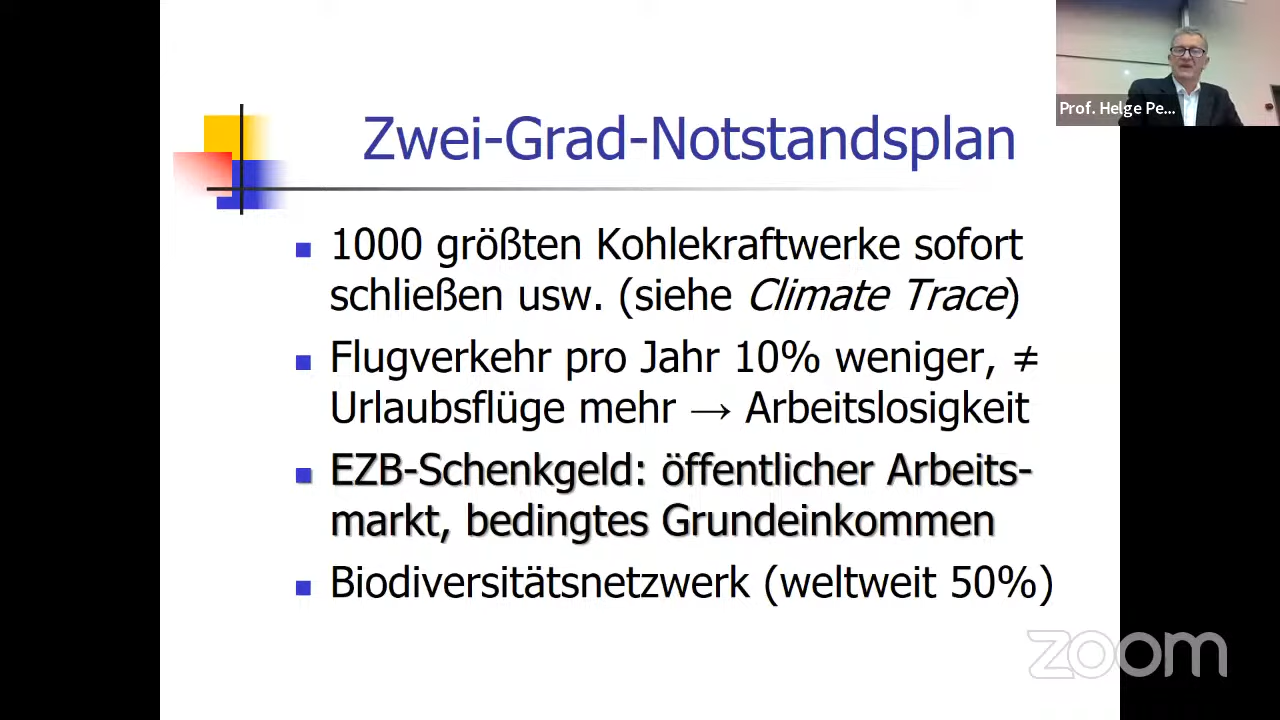 Prof. Helge Pe...
Zwei-Grad-Notstandsplan
1000 größten Kohlekraftwerke sofort
schließen usw. (siehe Climate Trace)
Flugverkehr pro Jahr 10% weniger, ≠
Urlaubsflüge mehr → Arbeitslosigkeit
EZB-Schenkgeld: öffentlicher Arbeits-
markt, bedingtes Grundeinkommen
Biodiversitätsnetzwerk (weltweit 50%)
zoom